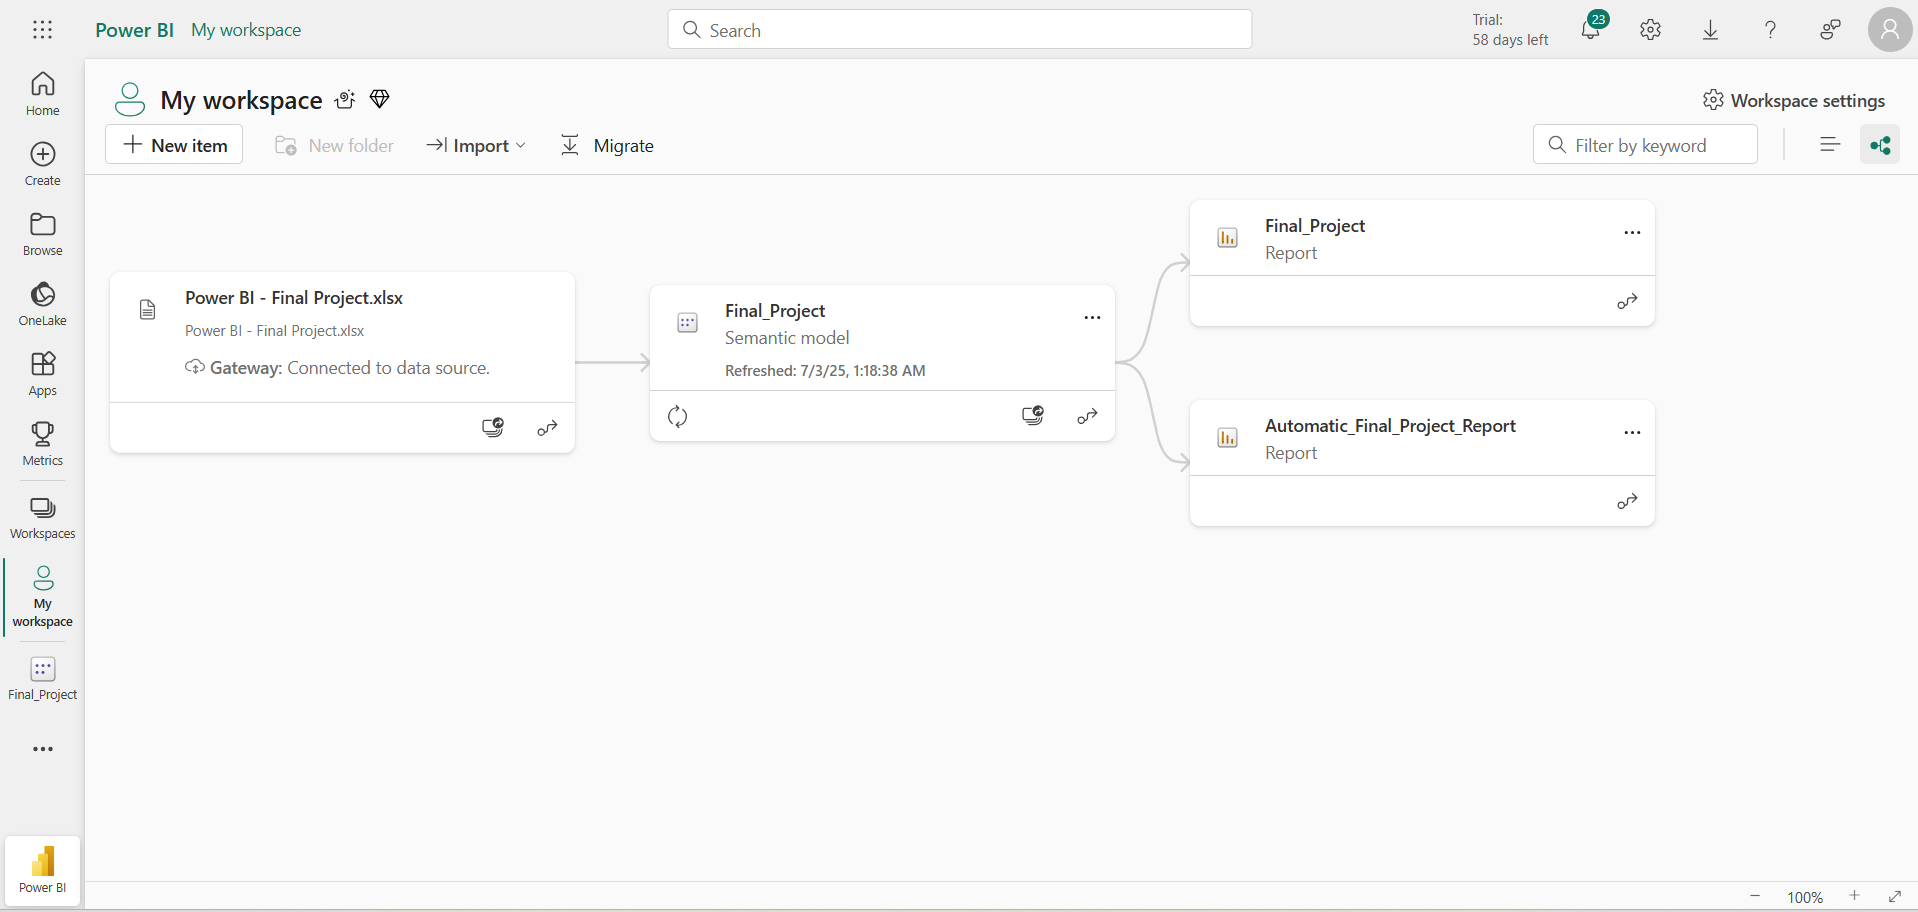 Power BI My workspace
Search
Trial:
58 days left
23
Home
Create
Browse
OneLake
Apps
Metrics
Workspaces
My
workspace
Final_Project
Power BI
My workspace
Workspace settings
New item
New folder
Import
Migrate
Filter by keyword
Power BI - Final Project.xlsx
Power BI - Final Project.xlsx
Gateway: Connected to data source.
Final_Project
Semantic model
Refreshed: 7/3/25, 1:18:38 AM
Final_Project
Report
Automatic_Final_Project_Report
Report
100%